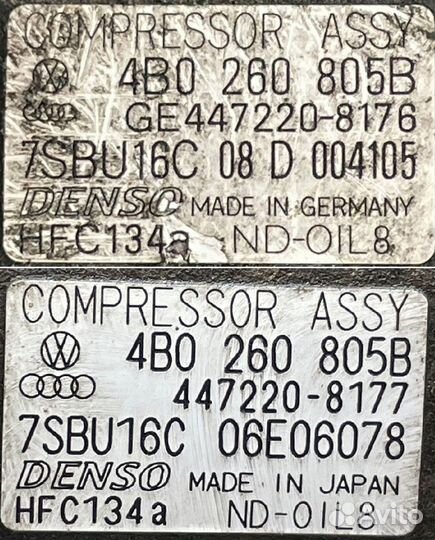 COMPRESSOR ASSY
4B0 260 805B
GE447220-8176
7SBU16C 08 D 004105
DENSO MADE IN GERMANY
HFC134a ND-OIL8
COMPRESSOR ASSY
4B0 260 805B
447220-8177
7SBU16C 06E06078
DENSO MADE IN JAPAN
HFC134a ND-OIL8
Avito